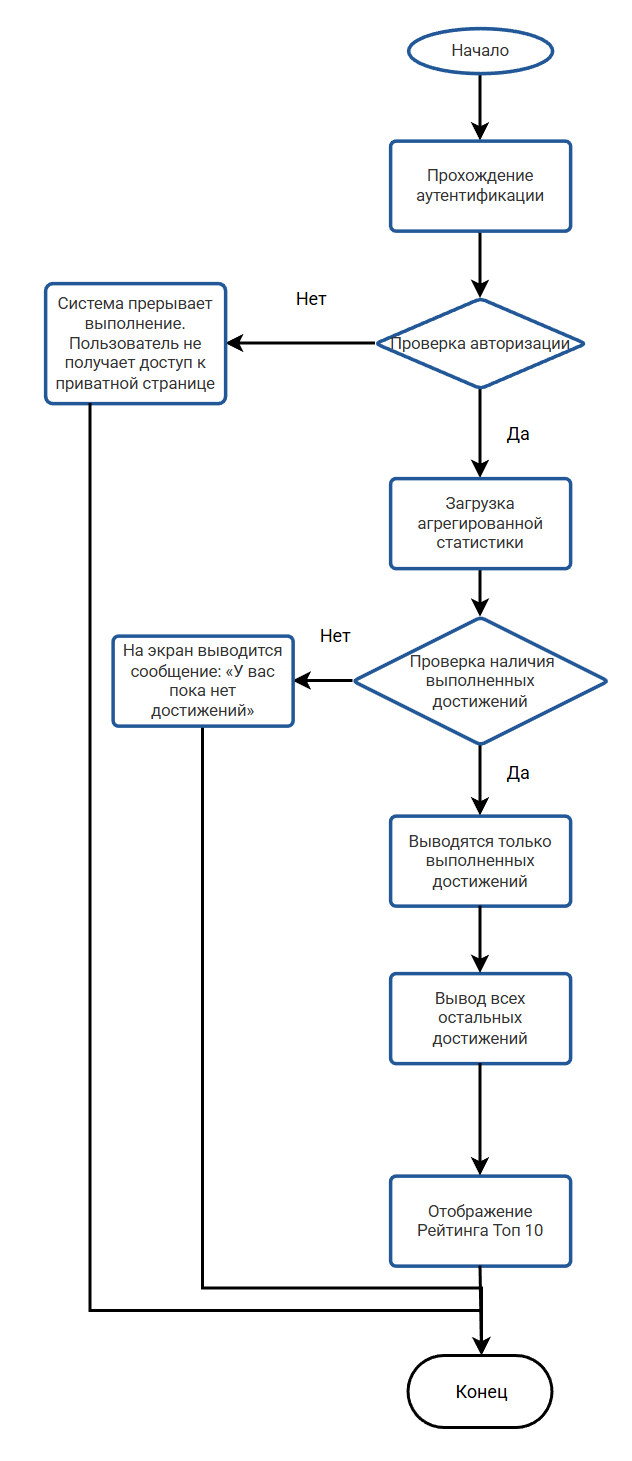 Начало
Прохождение
аутентификации
Нет
Система прерывает
выполнение.
Пользователь не
получает доступ к
приватной странице
Проверка авторизации
Да
Загрузка
агрегированной
статистики
Нет
На экран выводится
сообщение: «У вас
пока нет
достижений»
Проверка наличия
выполненных
достижений
Да
Выводятся только
выполненных
достижений
Вывод всех
остальных
достижений
Отображение
Рейтинга Топ 10
Конец